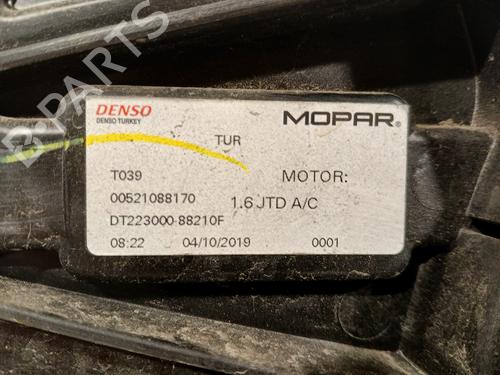 B-PARTS
DENSO
DENSO TURKEY
MOPAR®
TUR
T039
MOTOR:
00521088170
1.6 JTD A/C
DT223000-88210F
08:22 04/10/2019 0001